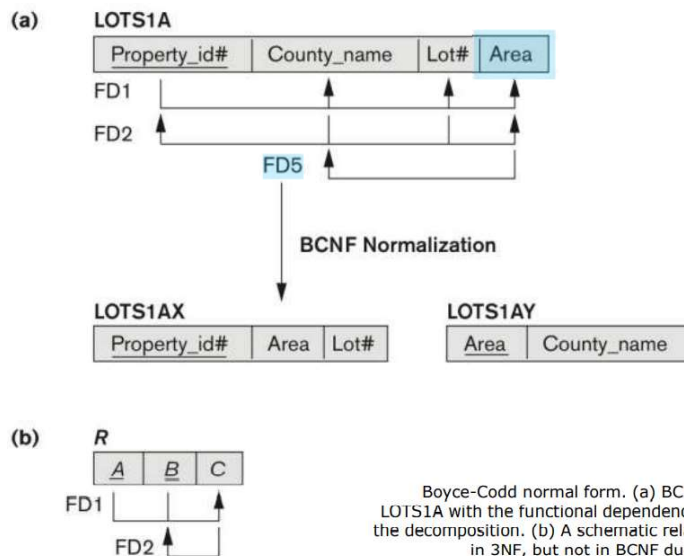 (a)
LOTS1A
Property_id# County_name Lot# Area
FD1
FD2
FD5
BCNF Normalization
LOTS1AX
Property_id# Area Lot#
LOTS1AY
Area County_name
(b)
R
A B C
FD1
FD2
Boyce-Codd normal form. (a) BC
LOTS1A with the functional dependenc
the decomposition. (b) A schematic rela
in 3NF, but not in BCNF du